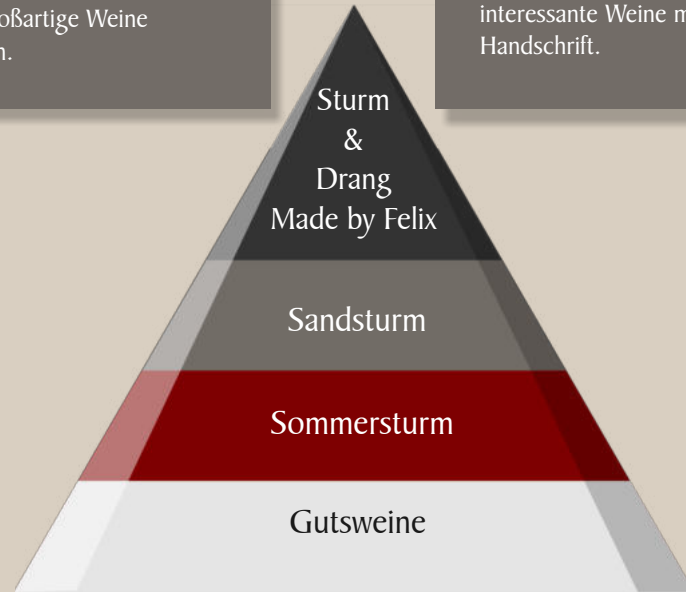 oßartige Weine
interessante Weine m
Handschrift.
Sturm
&
Drang
Made by Felix
Sandsturm
Sommersturm
Gutsweine